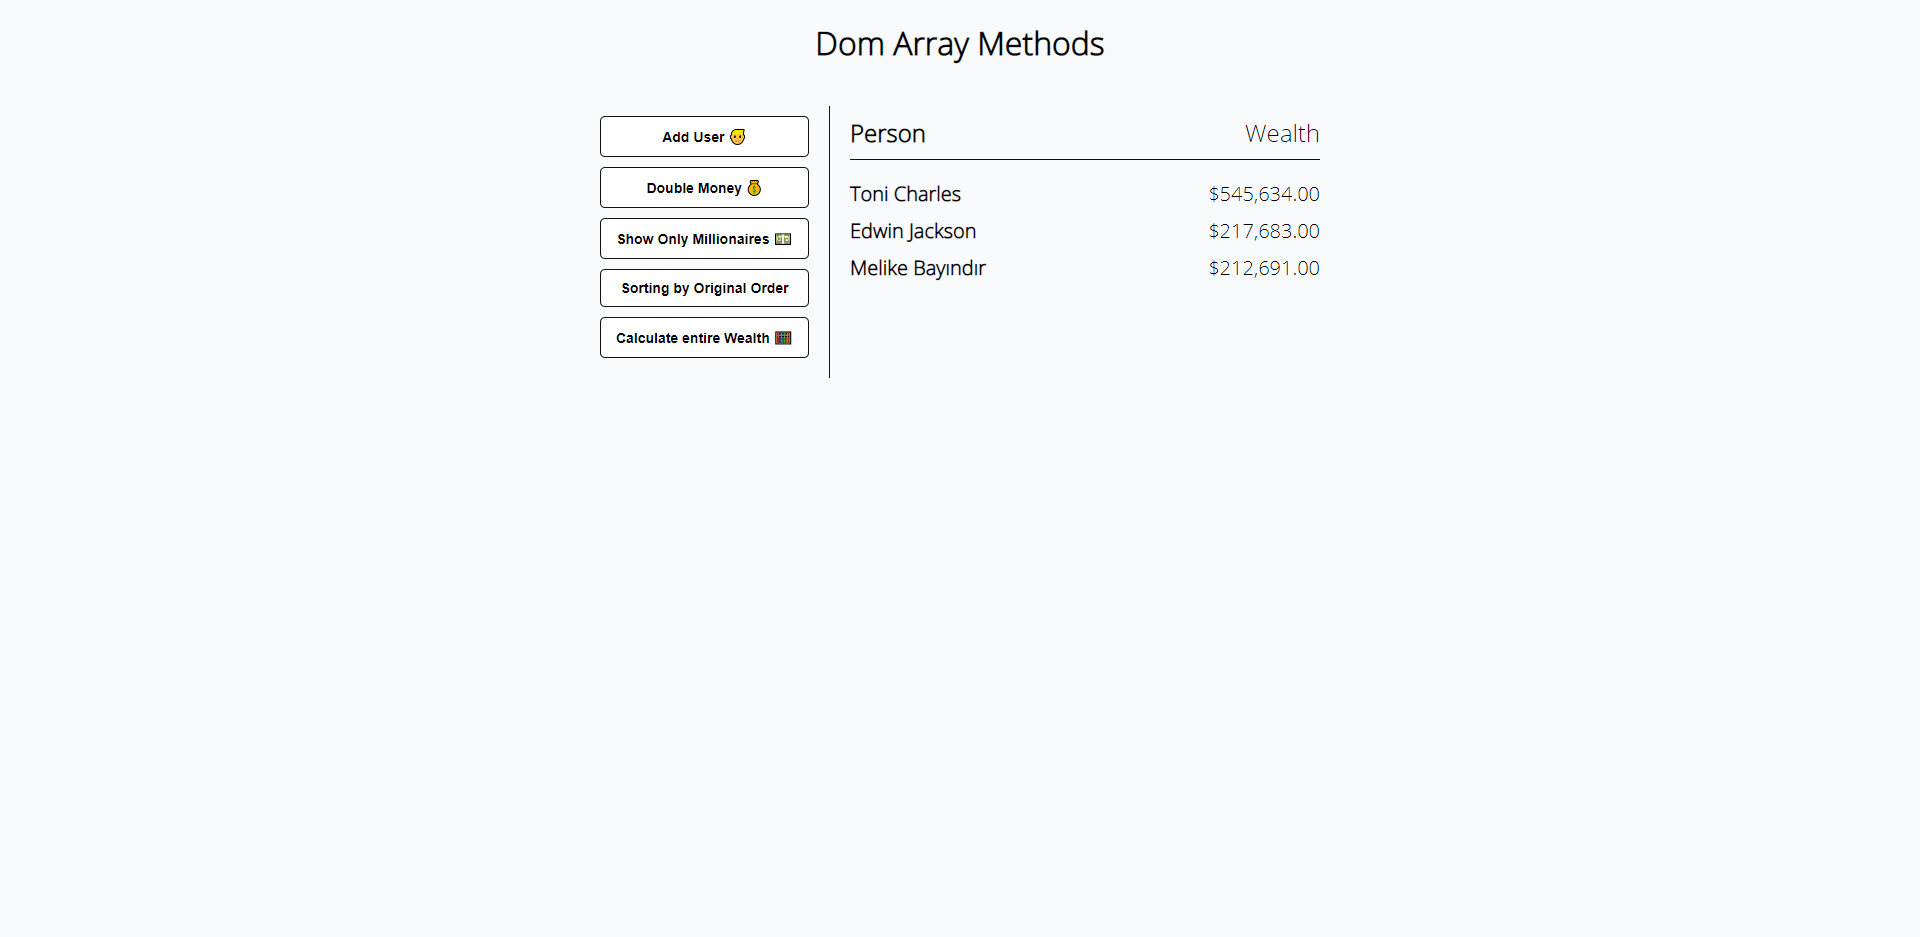 Dom Array Methods
Add User 👱
Double Money 💰
Show Only Millionaires 💵
Sorting by Original Order
Calculate entire Wealth 🧮
Person Wealth
Toni Charles $545,634.00
Edwin Jackson $217,683.00
Melike Bayındır $212,691.00